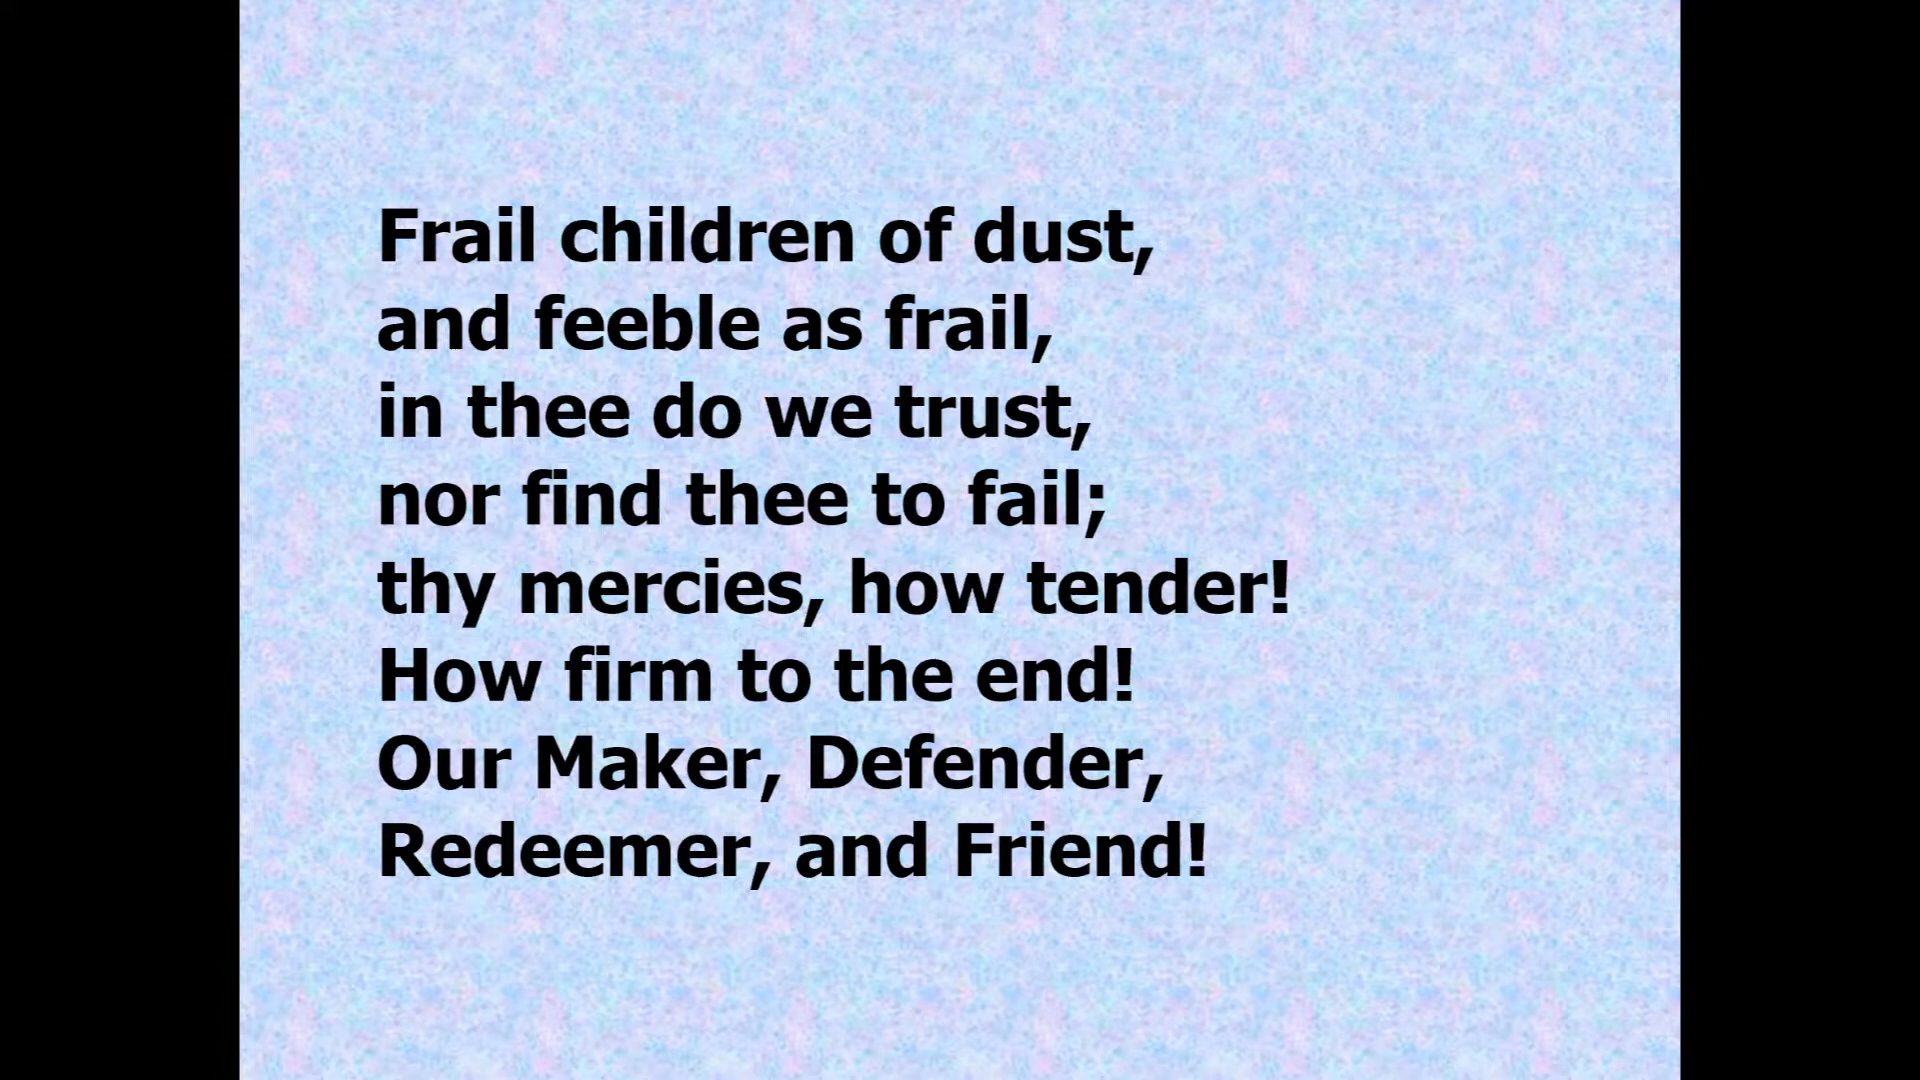 Frail children of dust,
and feeble as frail,
in thee do we trust,
nor find thee to fail;
thy mercies, how tender!
How firm to the end!
Our Maker, Defender,
Redeemer, and Friend!